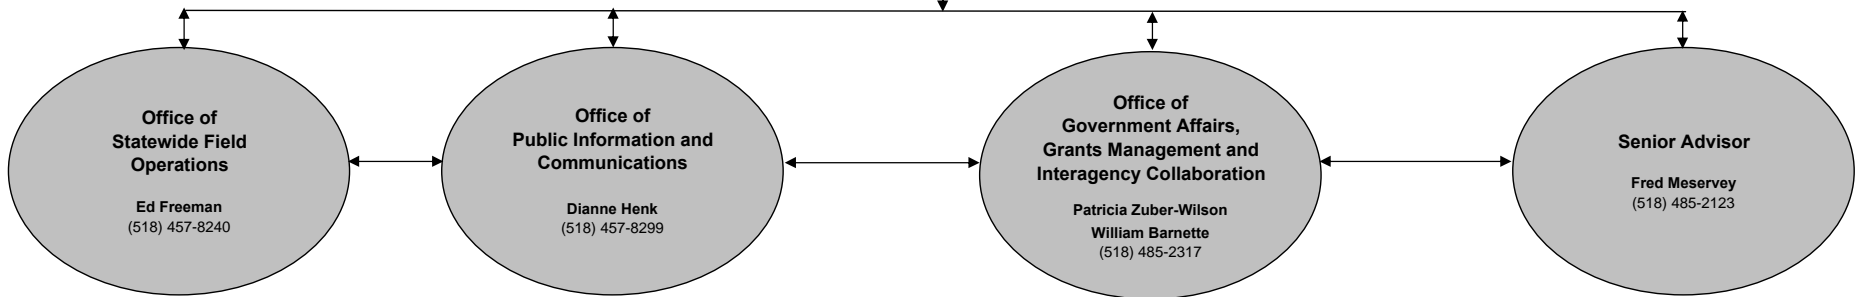 Office of
Statewide Field
Operations
Ed Freeman
(518) 457-8240
Office of
Public Information and
Communications
Dianne Henk
(518) 457-8299
Office of
Government Affairs,
Grants Management and
Interagency Collaboration
Patricia Zuber-Wilson
William Barnette
(518) 485-2317
Senior Advisor
Fred Meservey
(518) 485-2123